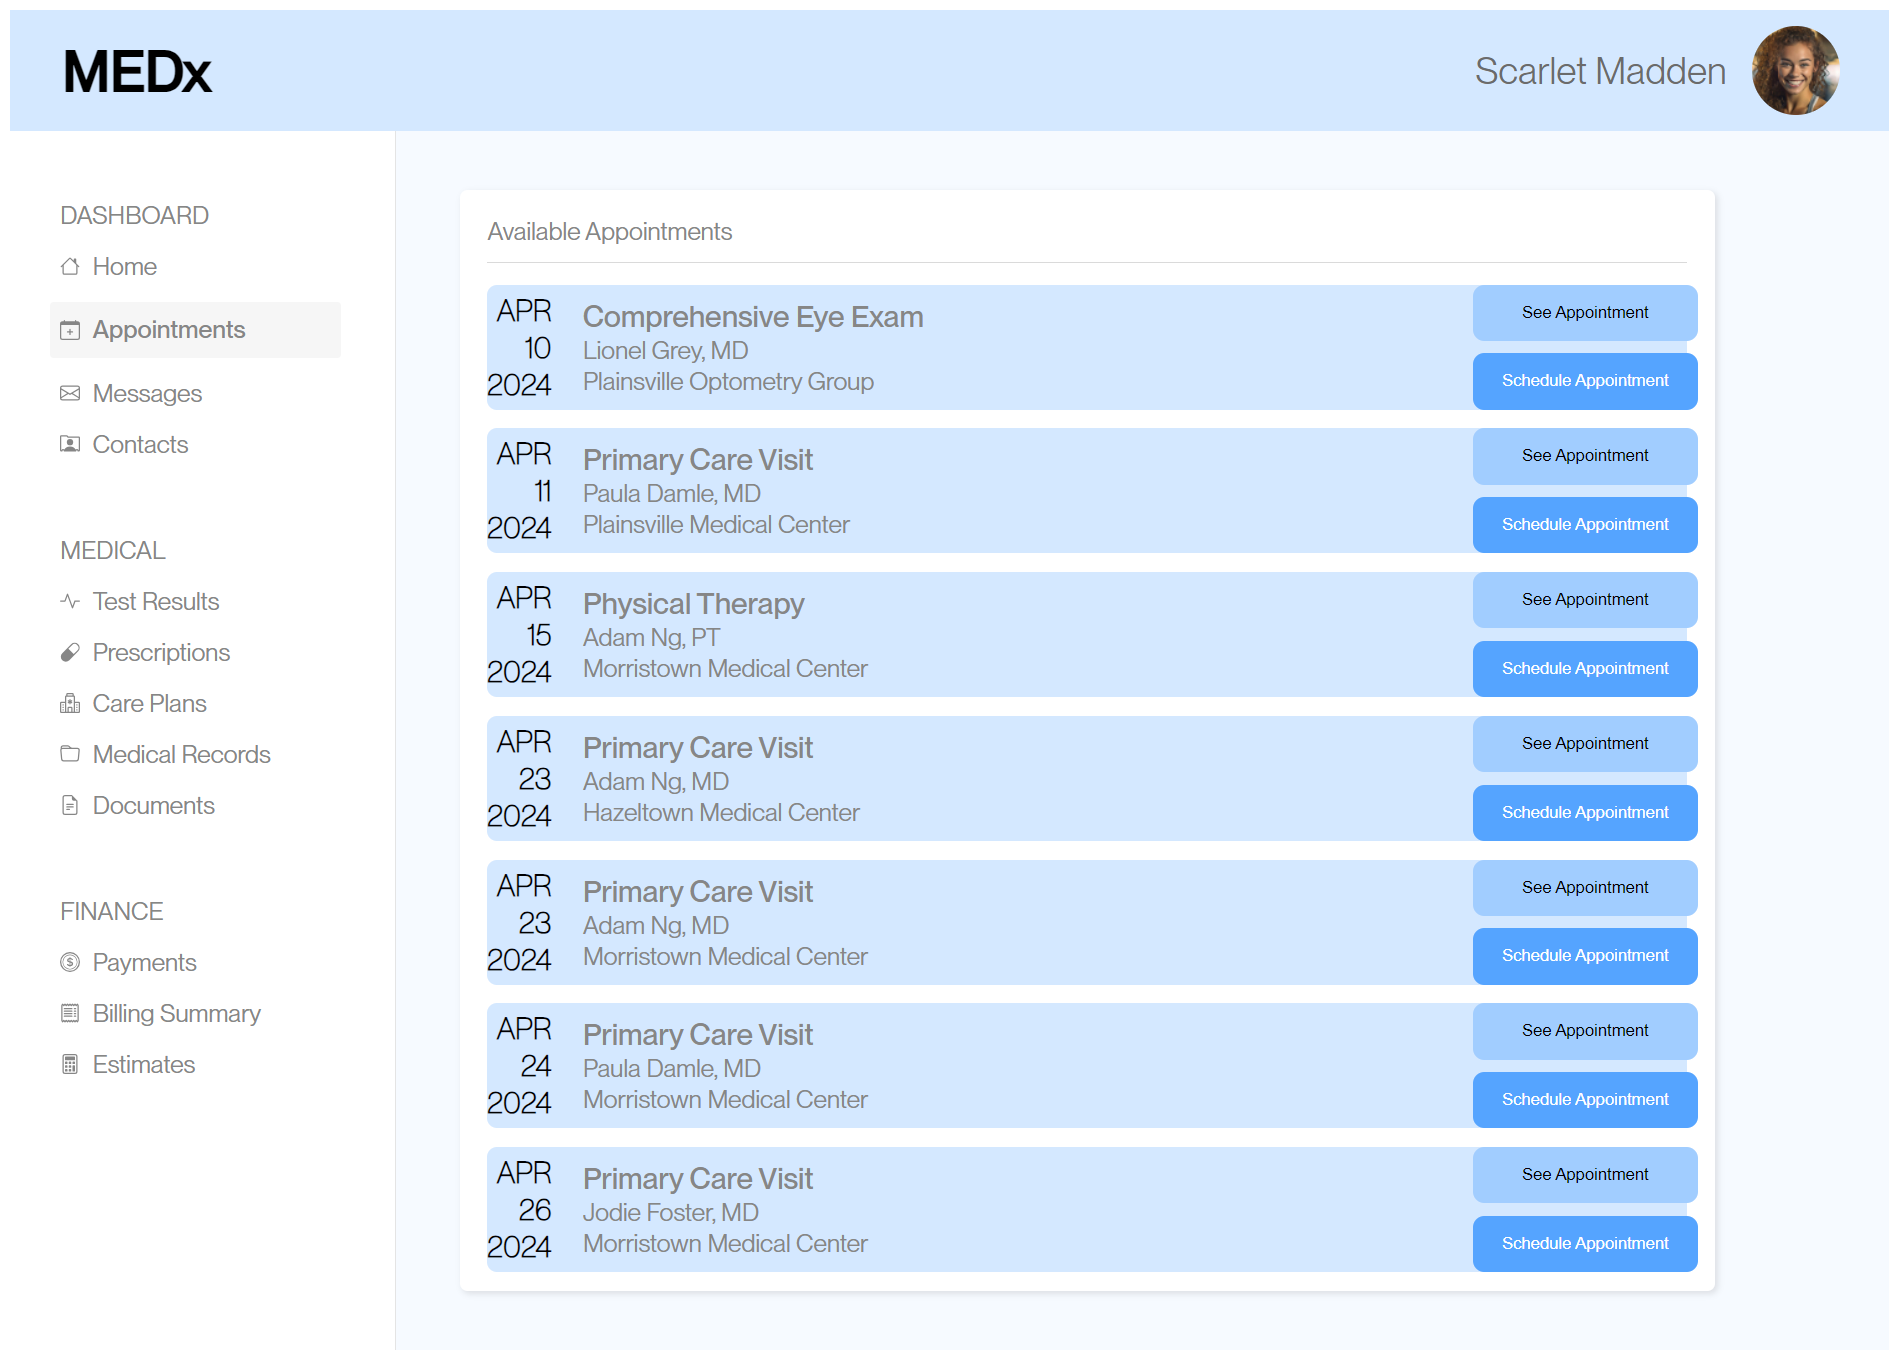 MEDx
Scarlet Madden
DASHBOARD
Home
Appointments
Messages
Contacts
MEDICAL
Test Results
Prescriptions
Care Plans
Medical Records
Documents
FINANCE
Payments
Billing Summary
Estimates
Available Appointments
APR
10
2024
Comprehensive Eye Exam
Lionel Grey, MD
Plainsville Optometry Group
See Appointment
Schedule Appointment
APR
11
2024
Primary Care Visit
Paula Damle, MD
Plainsville Medical Center
See Appointment
Schedule Appointment
APR
15
2024
Physical Therapy
Adam Ng, PT
Morristown Medical Center
See Appointment
Schedule Appointment
APR
23
2024
Primary Care Visit
Adam Ng, MD
Hazeltown Medical Center
See Appointment
Schedule Appointment
APR
23
2024
Primary Care Visit
Adam Ng, MD
Morristown Medical Center
See Appointment
Schedule Appointment
APR
24
2024
Primary Care Visit
Paula Damle, MD
Morristown Medical Center
See Appointment
Schedule Appointment
APR
26
2024
Primary Care Visit
Jodie Foster, MD
Morristown Medical Center
See Appointment
Schedule Appointment